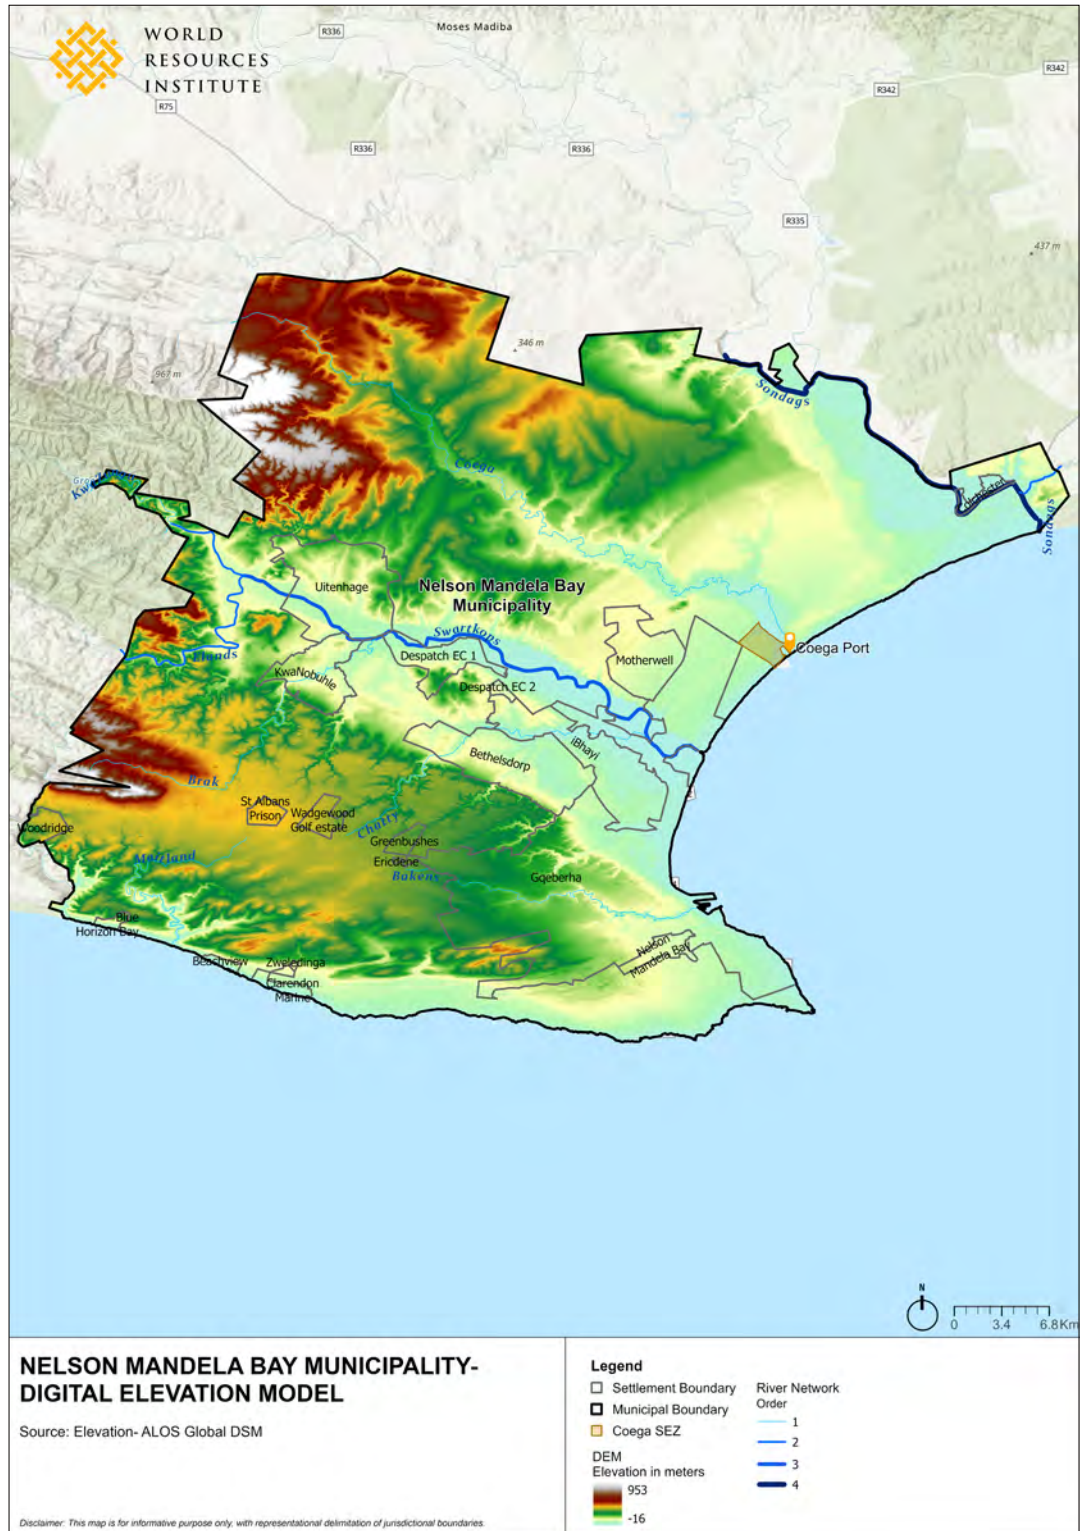 WORLD
RESOURCES
INSTITUTE
R336
Moses Madiba
R342
R342
R75
R336
R336
R335
437 m
346 m
967 m
Sondags
Coega
Sondags
Uitenhage
Nelson Mandela Bay
Municipality
Swartkops
Elands
Despatch EC 1
Motherwell
Coega Port
KwaNobuhle
Despatch EC 2
iBhayi
Bethelsdorp
Brak
St Albans
Prison
Wadgewood
Golf estate
Chatty
Woodridge
Greenbushes
Maitland
Ericdene
Bakens
Gqeberha
Blue
Horizon Bay
Nelson
Mandela Bay
Beachview
Zweledinga
Clarendon
Marine
N
0 3.4 6.8Km
NELSON MANDELA BAY MUNICIPALITY-
DIGITAL ELEVATION MODEL
Source: Elevation- ALOS Global DSM
Disclaimer: This map is for informative purpose only, with representational delimitation of jurisdictional boundaries.
Legend
Settlement Boundary
Municipal Boundary
Coega SEZ
DEM
Elevation in meters
953
-16
River Network
Order
1
2
3
4